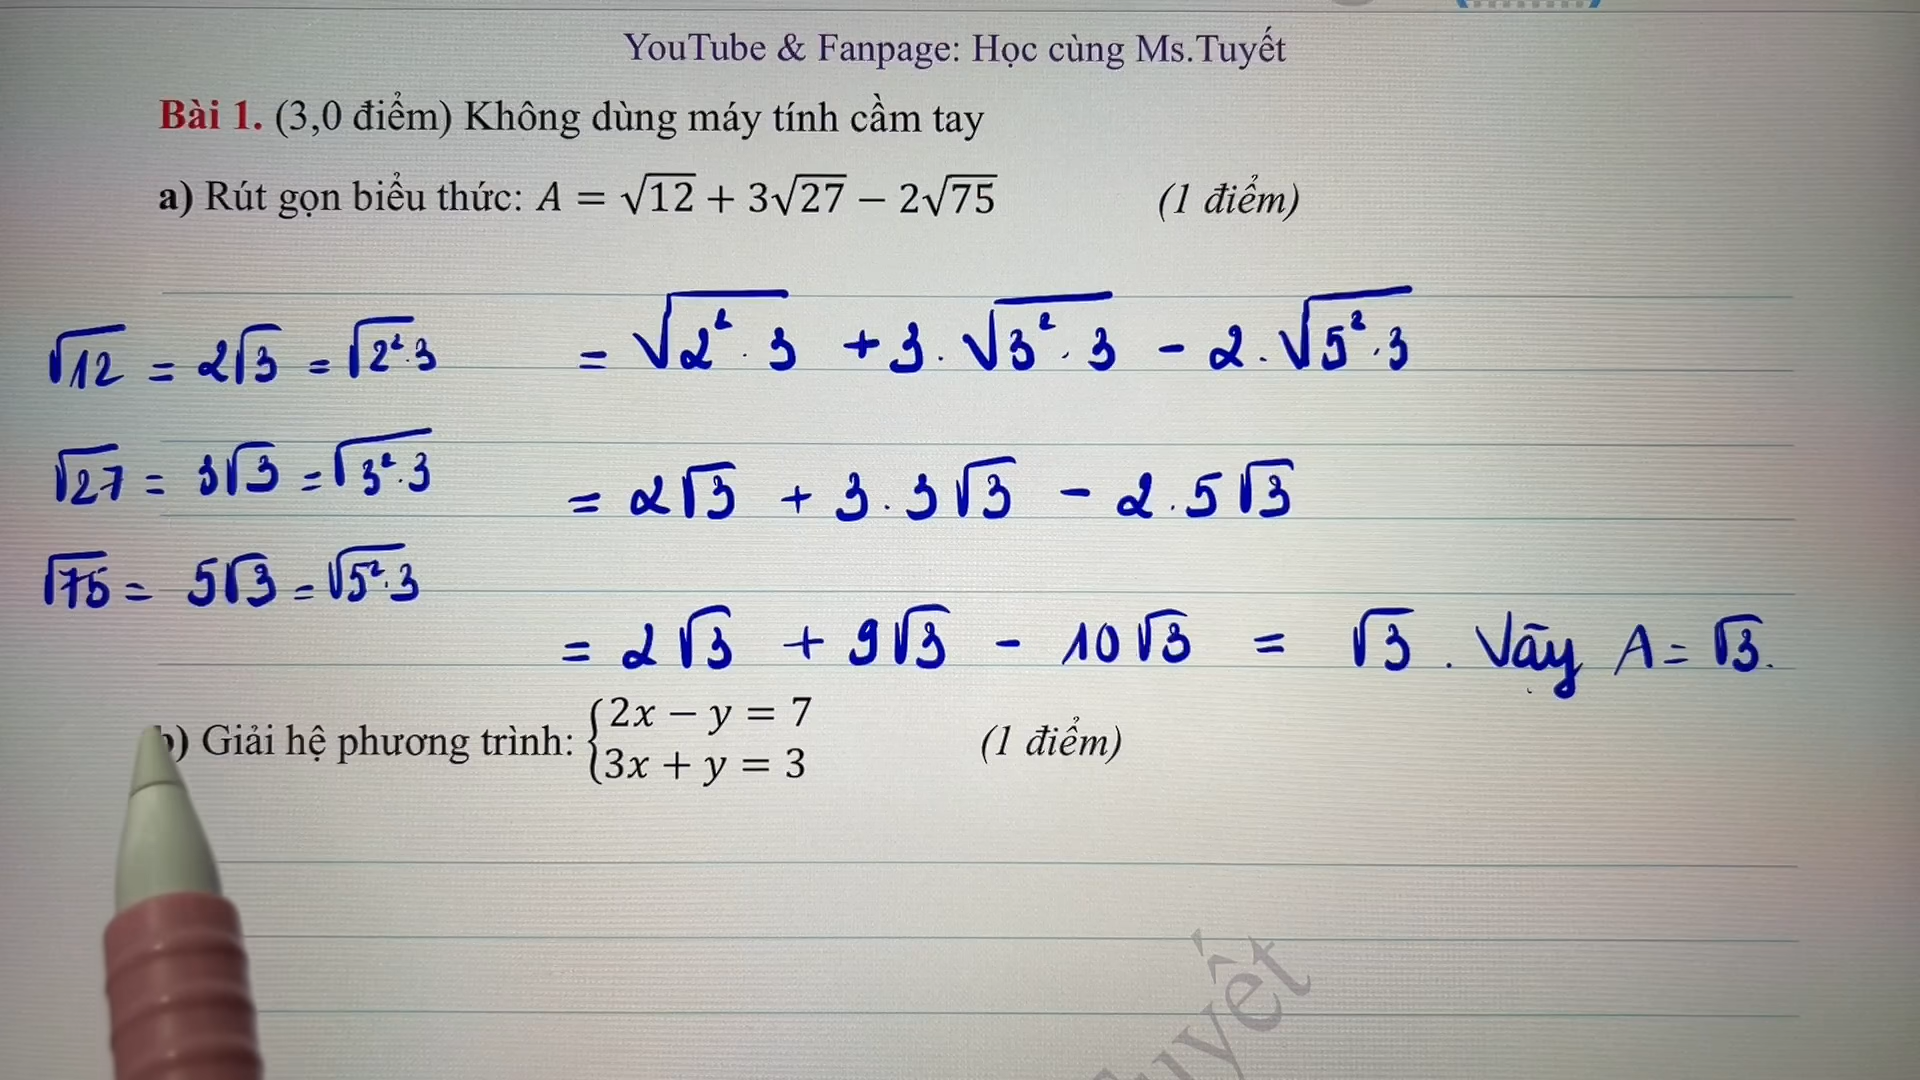 YouTube & Fanpage: Học cùng Ms.Tuyết
Bài 1. (3,0 điểm) Không dùng máy tính cầm tay
a) Rút gọn biểu thức: A = √12 + 3√27 − 2√75 (1 điểm)
√12 = 2√3 = √2².3
= √2².3 + 3.√3².3 - 2.√5².3
√27 = 3√3 = √3².3
= 2√3 + 3.3√3 - 2.5√3
√75 = 5√3 = √5².3
= 2√3 + 9√3 - 10√3 = √3. Vậy A = √3.
b) Giải hệ phương trình: {2x − y = 7 (1 điểm)
3x + y = 3
Tuyết